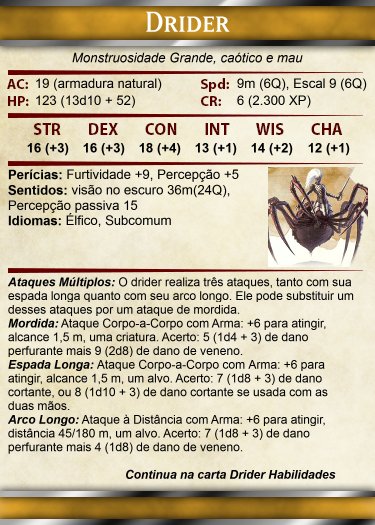 DRIDER
Monstruosidade Grande, caótico e mau
AC: 19 (armadura natural) Spd: 9m (6Q), Escal 9 (6Q)
HP: 123 (13d10 + 52) CR: 6 (2.300 XP)
STR DEX CON INT WIS CHA
16 (+3) 16 (+3) 18 (+4) 13 (+1) 14 (+2) 12 (+1)
Perícias: Furtividade +9, Percepção +5
Sentidos: visão no escuro 36m(24Q),
Percepção passiva 15
Idiomas: Élfico, Subcomum
Ataques Múltiplos: O drider realiza três ataques, tanto com sua
espada longa quanto com seu arco longo. Ele pode substituir um
desses ataques por um ataque de mordida.
Mordida: Ataque Corpo-a-Corpo com Arma: +6 para atingir,
alcance 1,5 m, uma criatura. Acerto: 5 (1d4 + 3) de dano
perfurante mais 9 (2d8) de dano de veneno.
Espada Longa: Ataque Corpo-a-Corpo com Arma: +6 para
atingir, alcance 1,5 m, um alvo. Acerto: 7 (1d8 + 3) de dano
cortante, ou 8 (1d10 + 3) de dano cortante se usada com as
duas mãos.
Arco Longo: Ataque à Distância com Arma: +6 para atingir,
distância 45/180 m, um alvo. Acerto: 7 (1d8 + 3) de dano
perfurante mais 4 (1d8) de dano de veneno.
Continua na carta Drider Habilidades